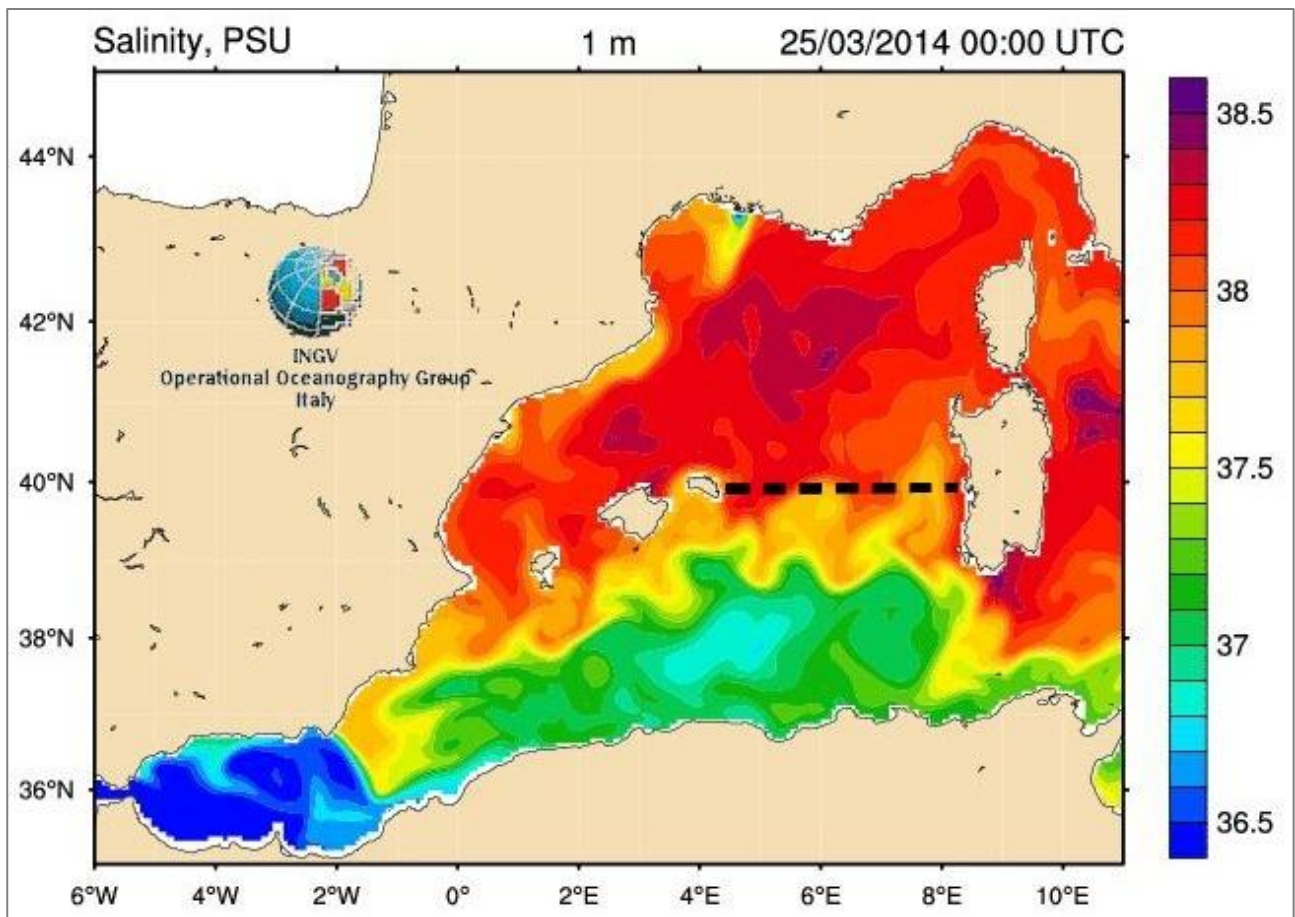 Salinity, PSU 1 m 25/03/2014 00:00 UTC
38.5
44°N
38
42°N
INGV
Operational Oceanography Group
Italy
37.5
40°N
38°N
37
36°N
36.5
6°W 4°W 2°W 0° 2°E 4°E 6°E 8°E 10°E